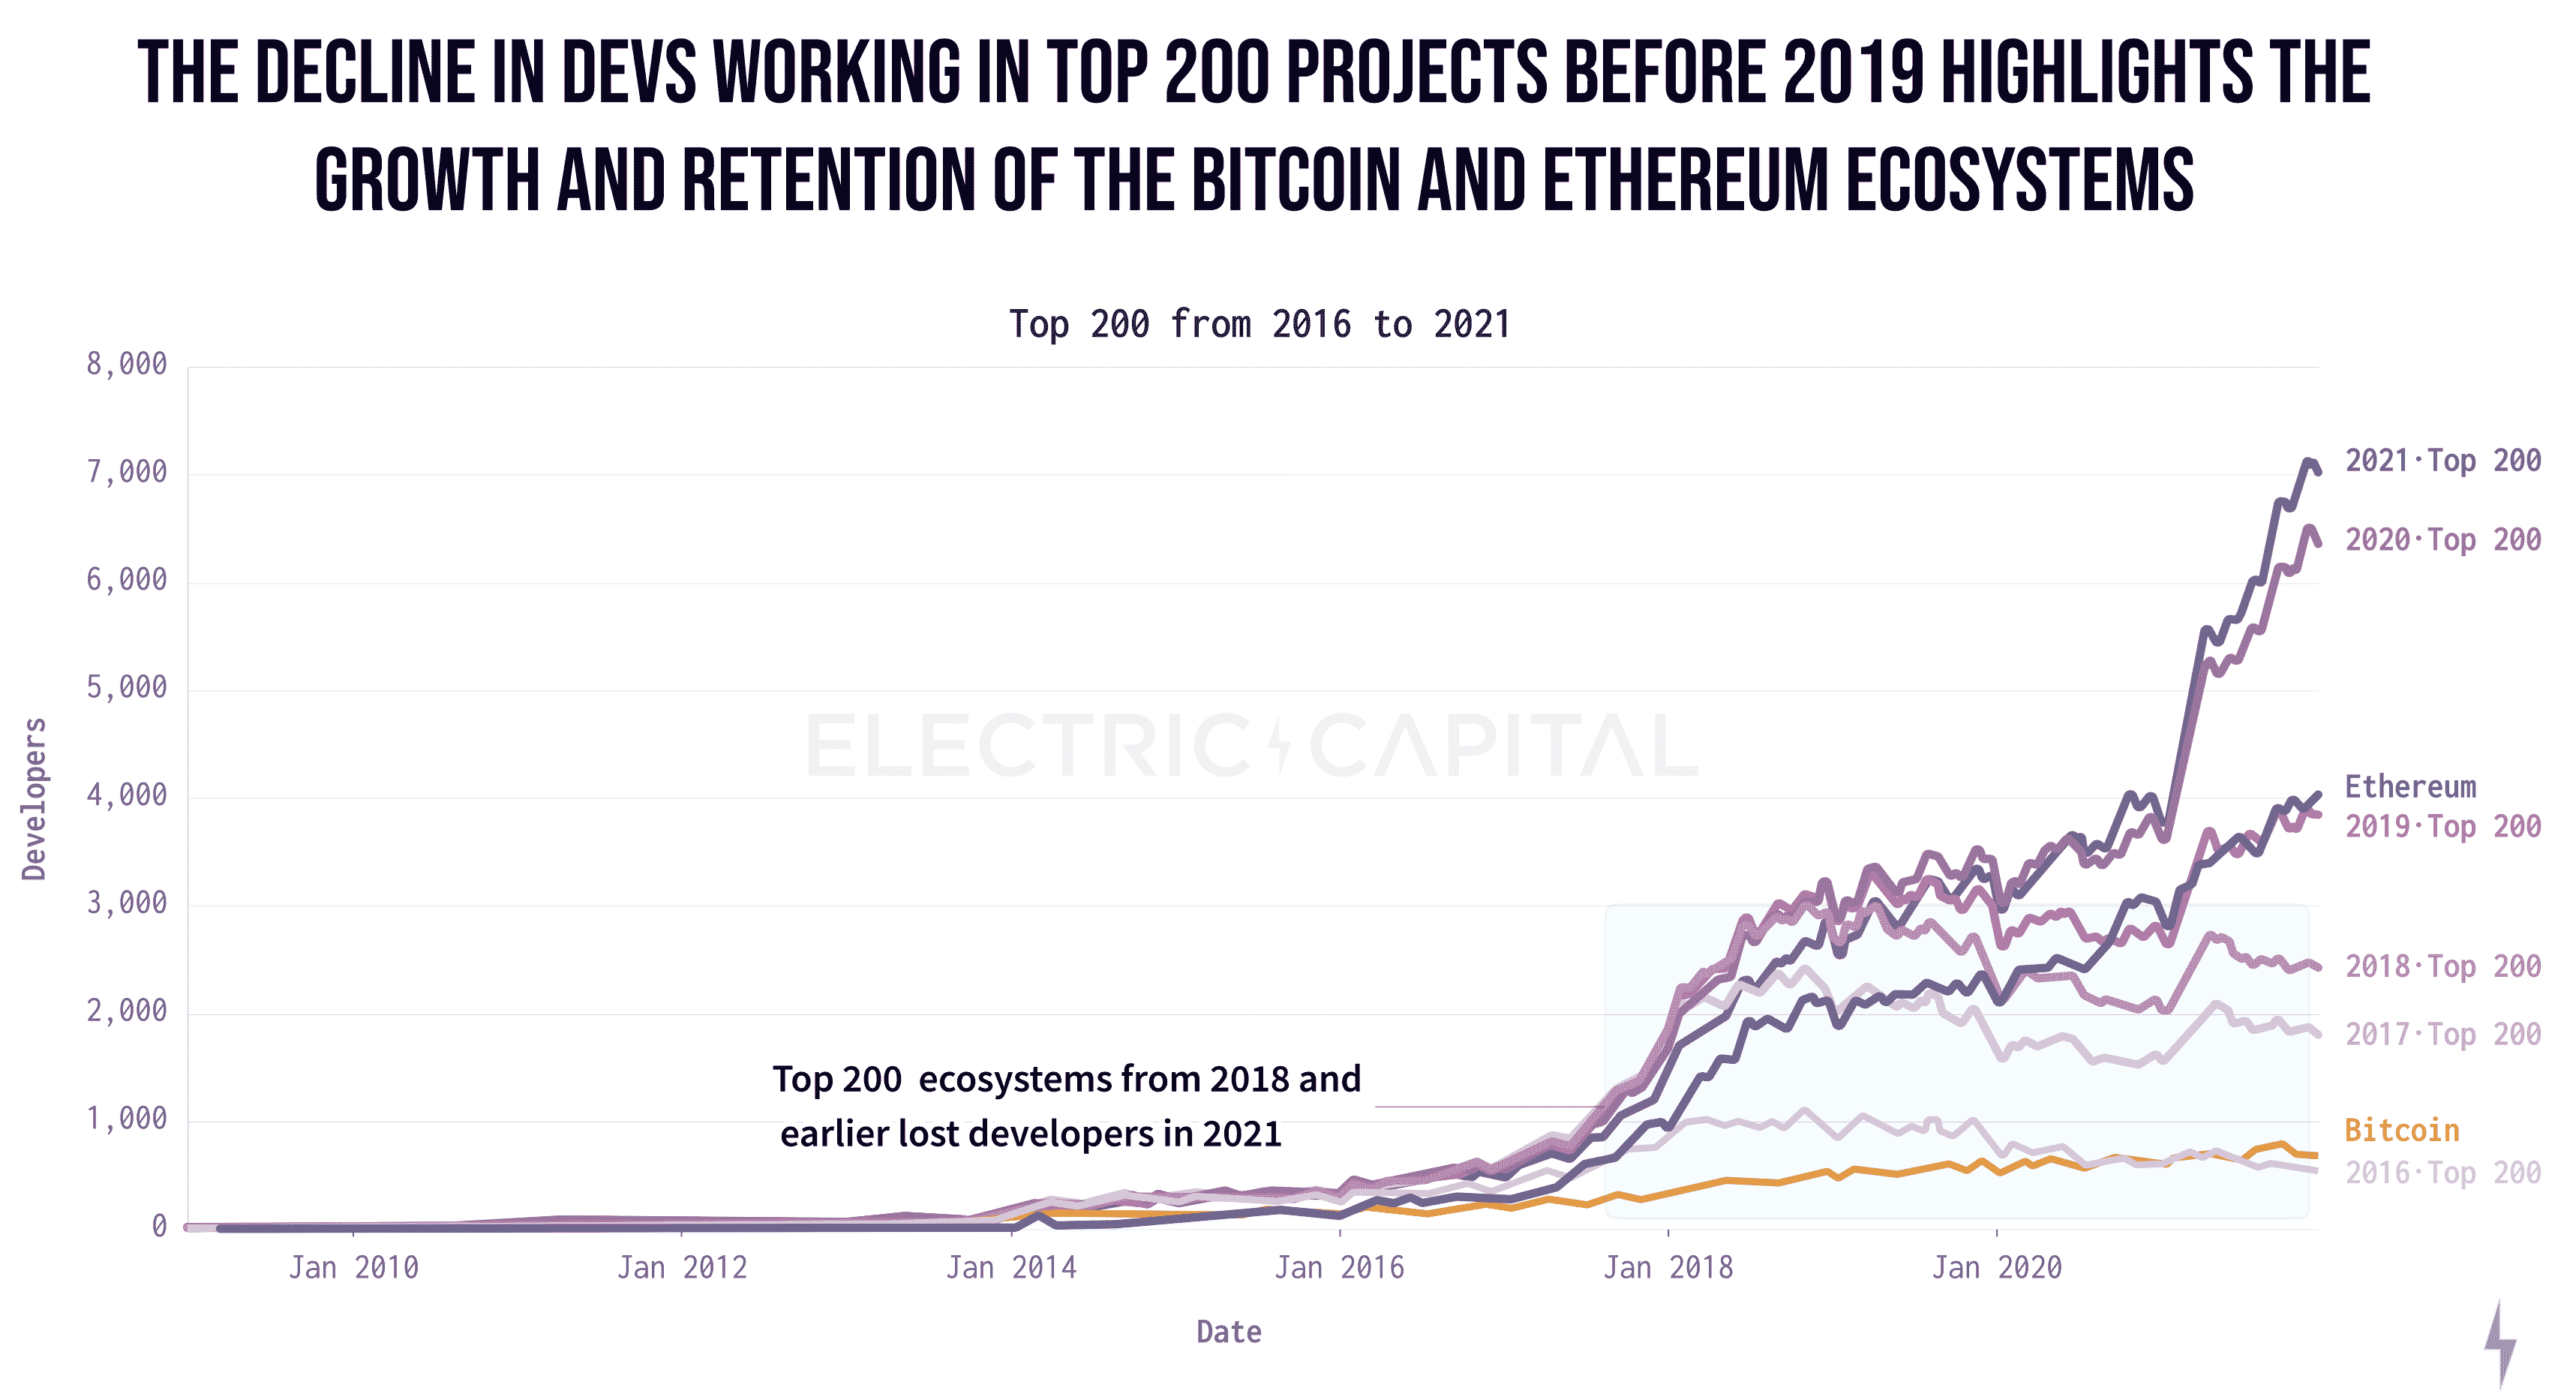 THE DECLINE IN DEVS WORKING IN TOP 200 PROJECTS BEFORE 2019 HIGHLIGHTS THE
GROWTH AND RETENTION OF THE BITCOIN AND ETHEREUM ECOSYSTEMS
Top 200 from 2016 to 2021
8,000
7,000
6,000
5,000
4,000
3,000
2,000
1,000
0
Developers
ELECTRIC CAPITAL
2021·Top 200
2020·Top 200
Ethereum
2019·Top 200
2018·Top 200
2017·Top 200
Bitcoin
2016·Top 200
Top 200 ecosystems from 2018 and
earlier lost developers in 2021
Jan 2010
Jan 2012
Jan 2014
Jan 2016
Jan 2018
Jan 2020
Date